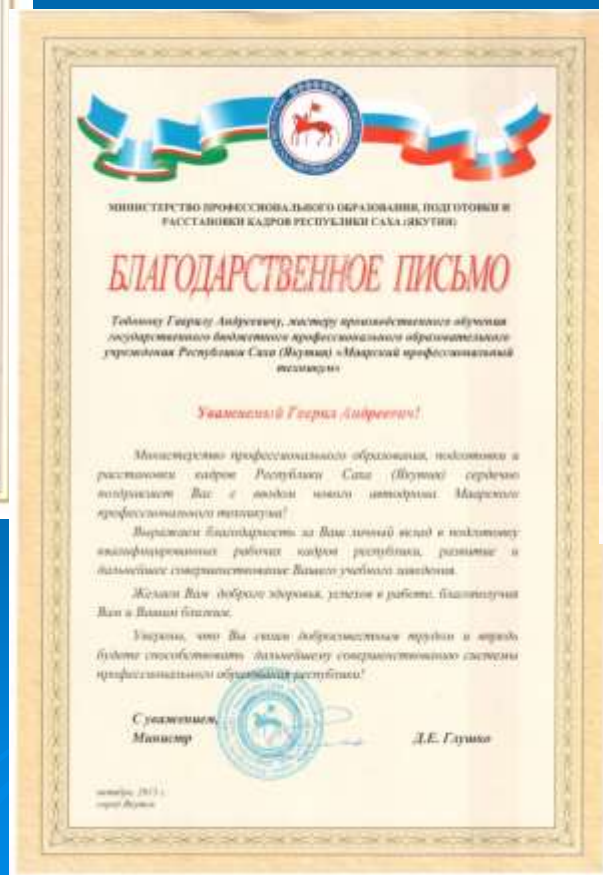 МИНИСТЕРСТВО ПРОФЕССИОНАЛЬНОГО ОБРАЗОВАНИЯ, ПОДГОТОВКИ И
РАССТАНОВКИ КАДРОВ РЕСПУБЛИКИ САХА (ЯКУТИЯ)
БЛАГОДАРСТВЕННОЕ ПИСЬМО
Гаврилу Андреевичу, мастеру производственного обучения
государственного бюджетного профессионального образовательного
учреждения Республики Саха (Якутия) «Маарский профессиональный
техникум»
Уважаемый Гаврил Андреевич!
Министерство профессионального образования, подготовки и
расстановки кадров Республики Саха (Якутия) сердечно
поздравляет Вас с вводом нового автодрома Маарского
профессионального техникума!
Выражаем благодарность за Ваш личный вклад в подготовку
квалифицированных рабочих кадров республики, развитие и
дальнейшее совершенствование Вашего учебного заведения.
Желаем Вам доброго здоровья, успехов в работе, благополучия
Вам и Вашим близким.
Уверены, что Вы своим добросовестным трудом и впредь
будете способствовать дальнейшему совершенствованию системы
профессионального образования республики!
С уважением,
Министр Д.Е. Глушко
город Якутск